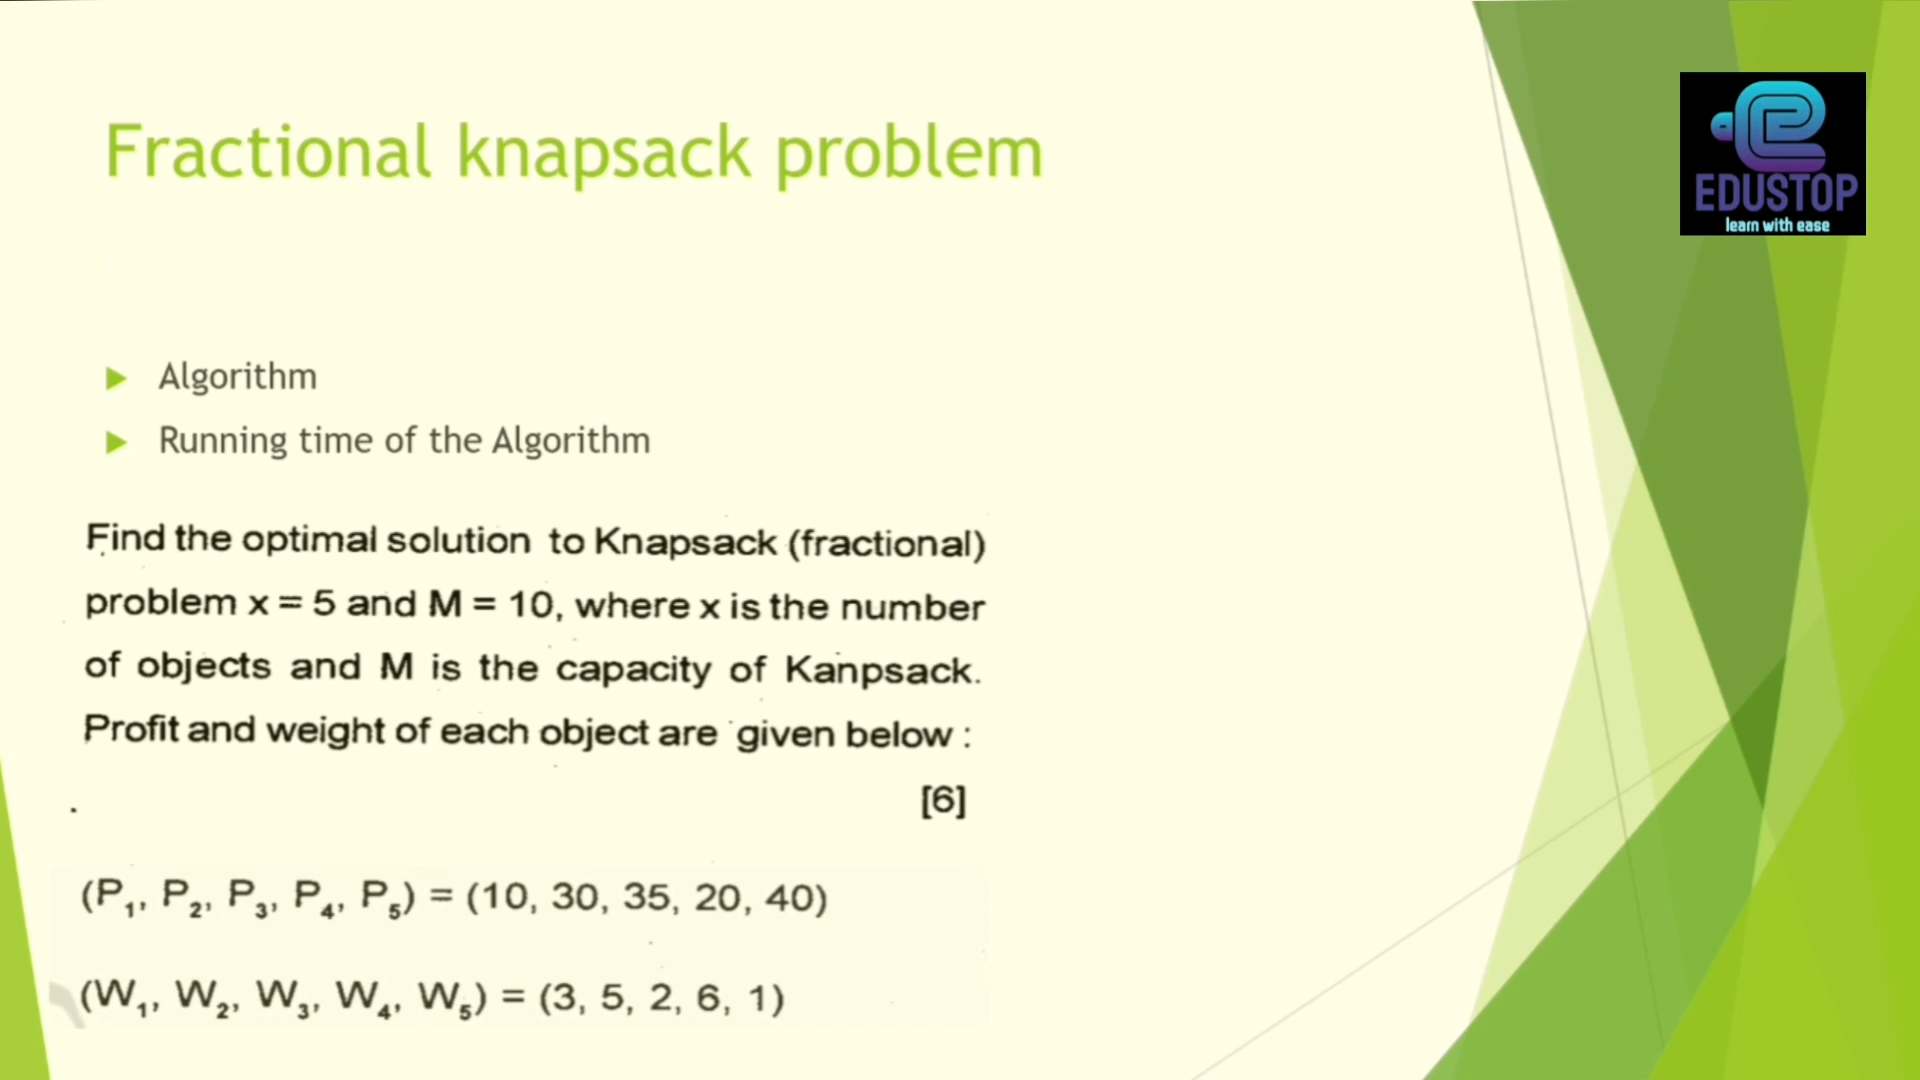 Fractional knapsack problem
EDUSTOP
learn with ease
Algorithm
Running time of the Algorithm
Find the optimal solution to Knapsack (fractional)
problem x = 5 and M = 10, where x is the number
of objects and M is the capacity of Kanpsack.
Profit and weight of each object are given below :
[6]
(P₁, P₂, P₃, P₄, P₅) = (10, 30, 35, 20, 40)
(W₁, W₂, W₃, W₄, W₅) = (3, 5, 2, 6, 1)